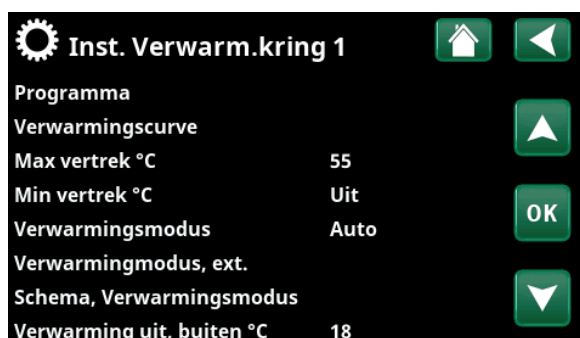 Inst. Verwarm.kring 1
Programma
Verwarmingscurve
Max vertrek °C 55
Min vertrek °C Uit
Verwarmingsmodus Auto
OK
Verwarmingmodus, ext.
Schema, Verwarmingsmodus
Verwarming uit, buiten °C 18